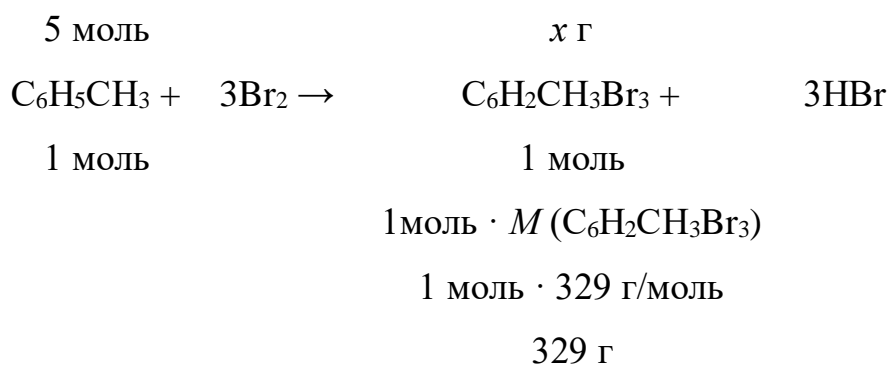 5 моль x г
C₆H₅CH₃ + 3Br₂ → C₆H₂CH₃Br₃ + 3HBr
1 моль 1 моль
1моль · M (C₆H₂CH₃Br₃)
1 моль · 329 г/моль
329 г